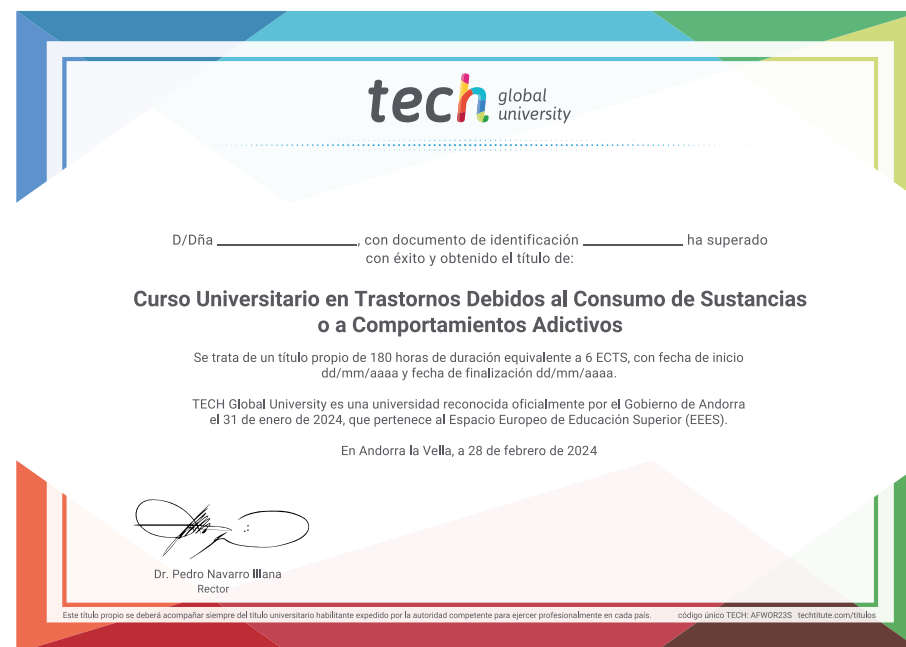 tech global university
D/Dña ____________________, con documento de identificación ______________ ha superado
con éxito y obtenido el título de:
Curso Universitario en Trastornos Debidos al Consumo de Sustancias
o a Comportamientos Adictivos
Se trata de un título propio de 180 horas de duración equivalente a 6 ECTS, con fecha de inicio
dd/mm/aaaa y fecha de finalización dd/mm/aaaa.
TECH Global University es una universidad reconocida oficialmente por el Gobierno de Andorra
el 31 de enero de 2024, que pertenece al Espacio Europeo de Educación Superior (EEES).
En Andorra la Vella, a 28 de febrero de 2024
Dr. Pedro Navarro Illana
Rector
Este título propio se deberá acompañar siempre del título universitario habilitante expedido por la autoridad competente para ejercer profesionalmente en cada país. código único TECH: AFWOR23S techtitute.com/titulos